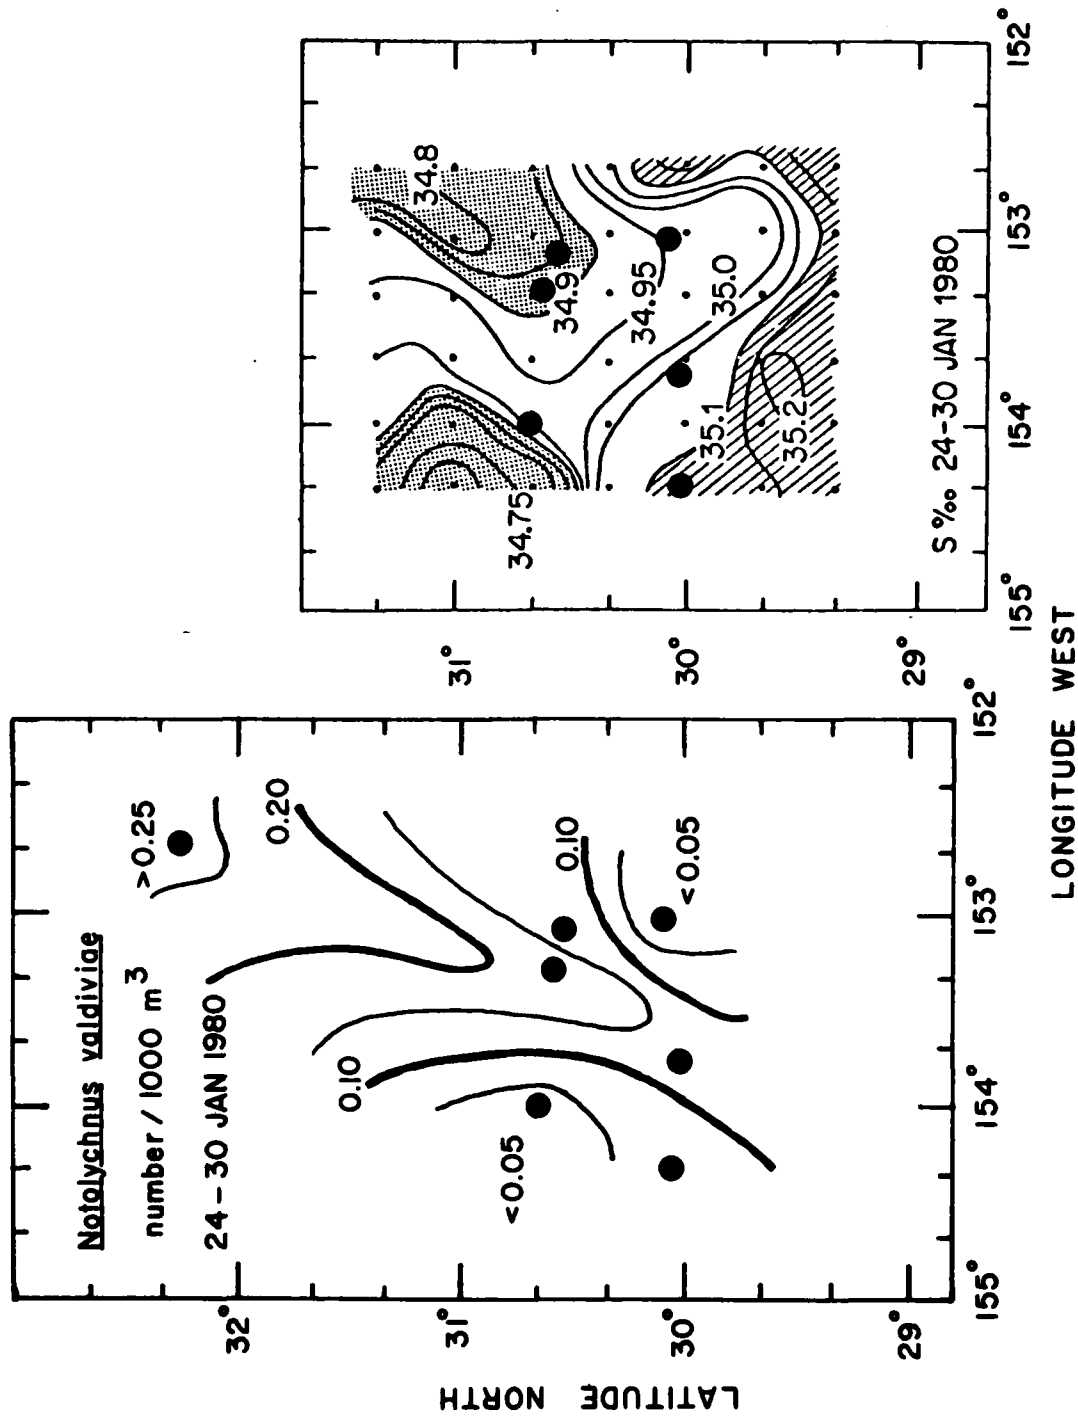 Notolychnus valdiviae
number / 1000 m³
24-30 JAN 1980
>0.25
0.20
0.10
<0.05
0.10
<0.05
32°
31°
30°
29°
155° 154° 153° 152°
LATITUDE NORTH
34.8
34.75
34.9
34.95
35.0
35.1
35.2
S‰ 24-30 JAN 1980
31°
30°
29°
155° 154° 153° 152°
LONGITUDE WEST